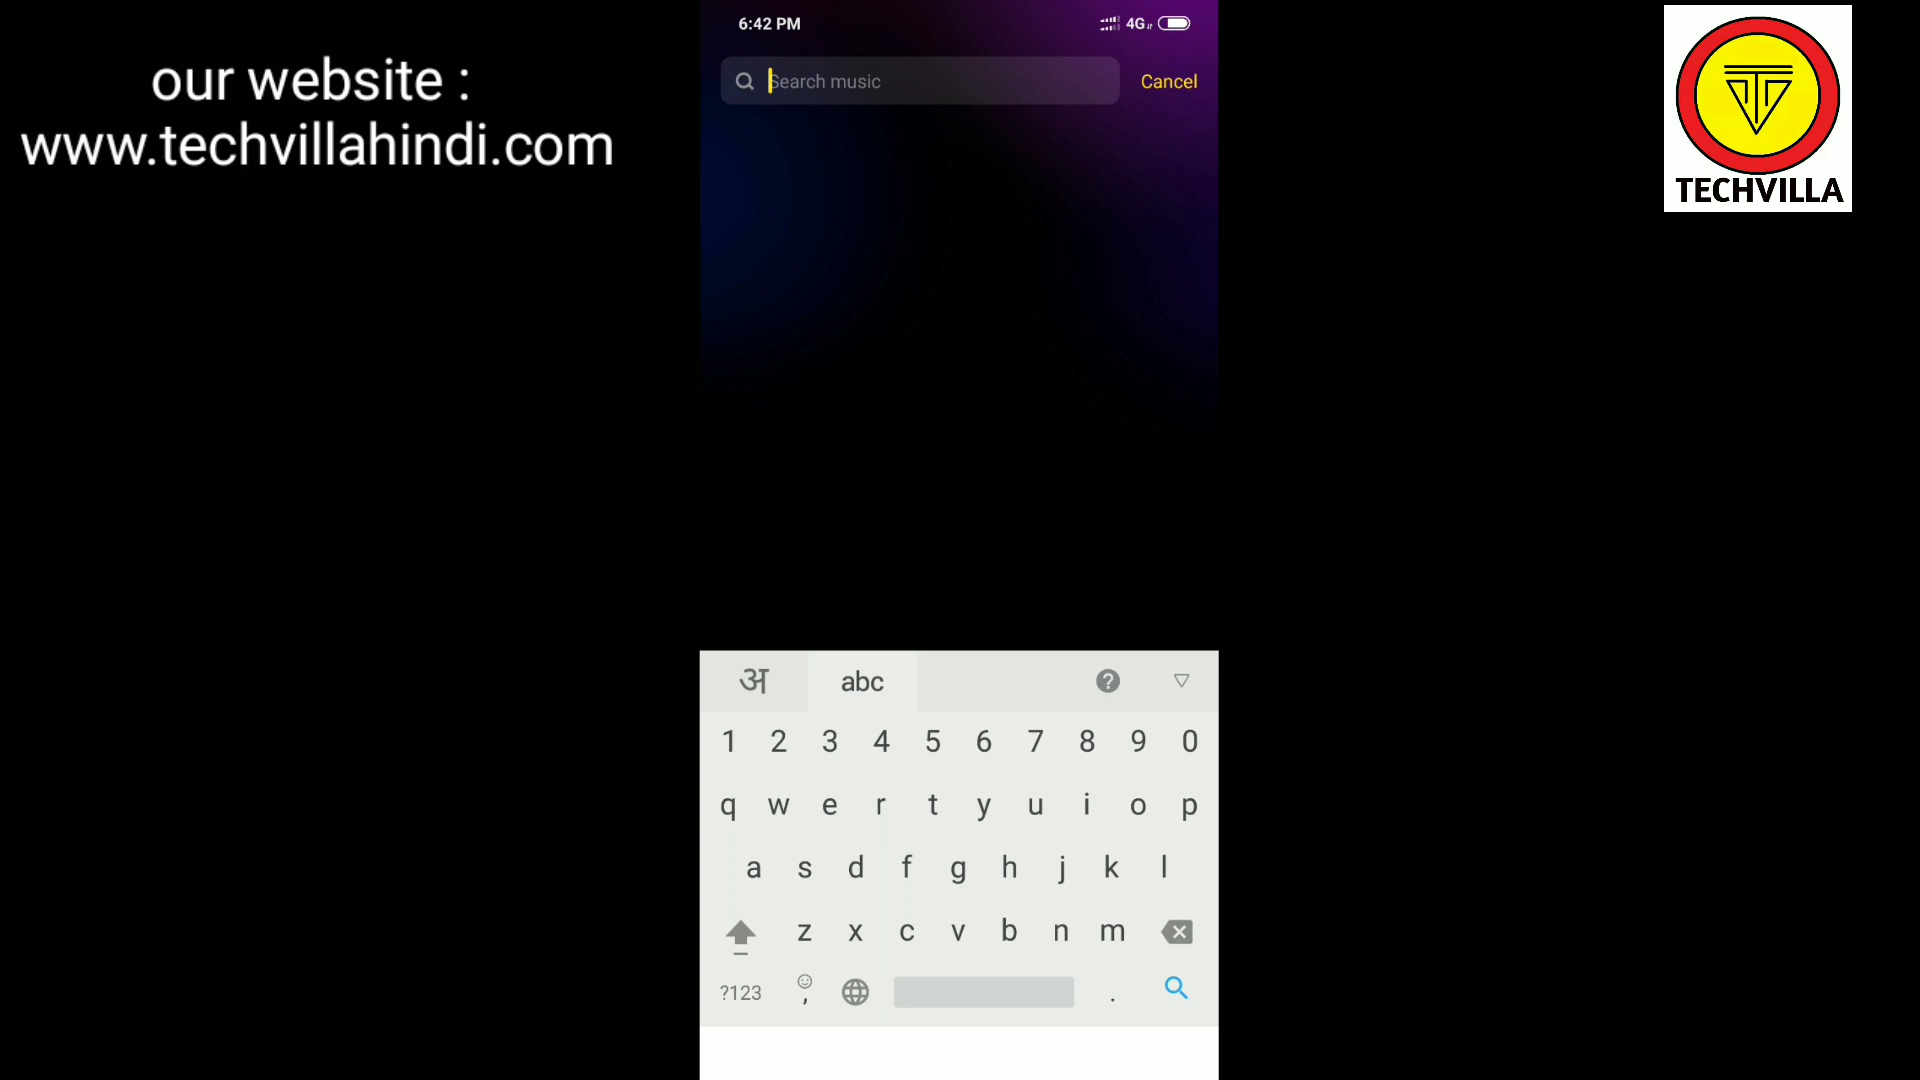 our website :
www.techvillahindi.com
6:42 PM 4G
Search music
Cancel
TECHVILLA
अ abc
1 2 3 4 5 6 7 8 9 0
q w e r t y u i o p
a s d f g h j k l
z x c v b n m
?123 , .